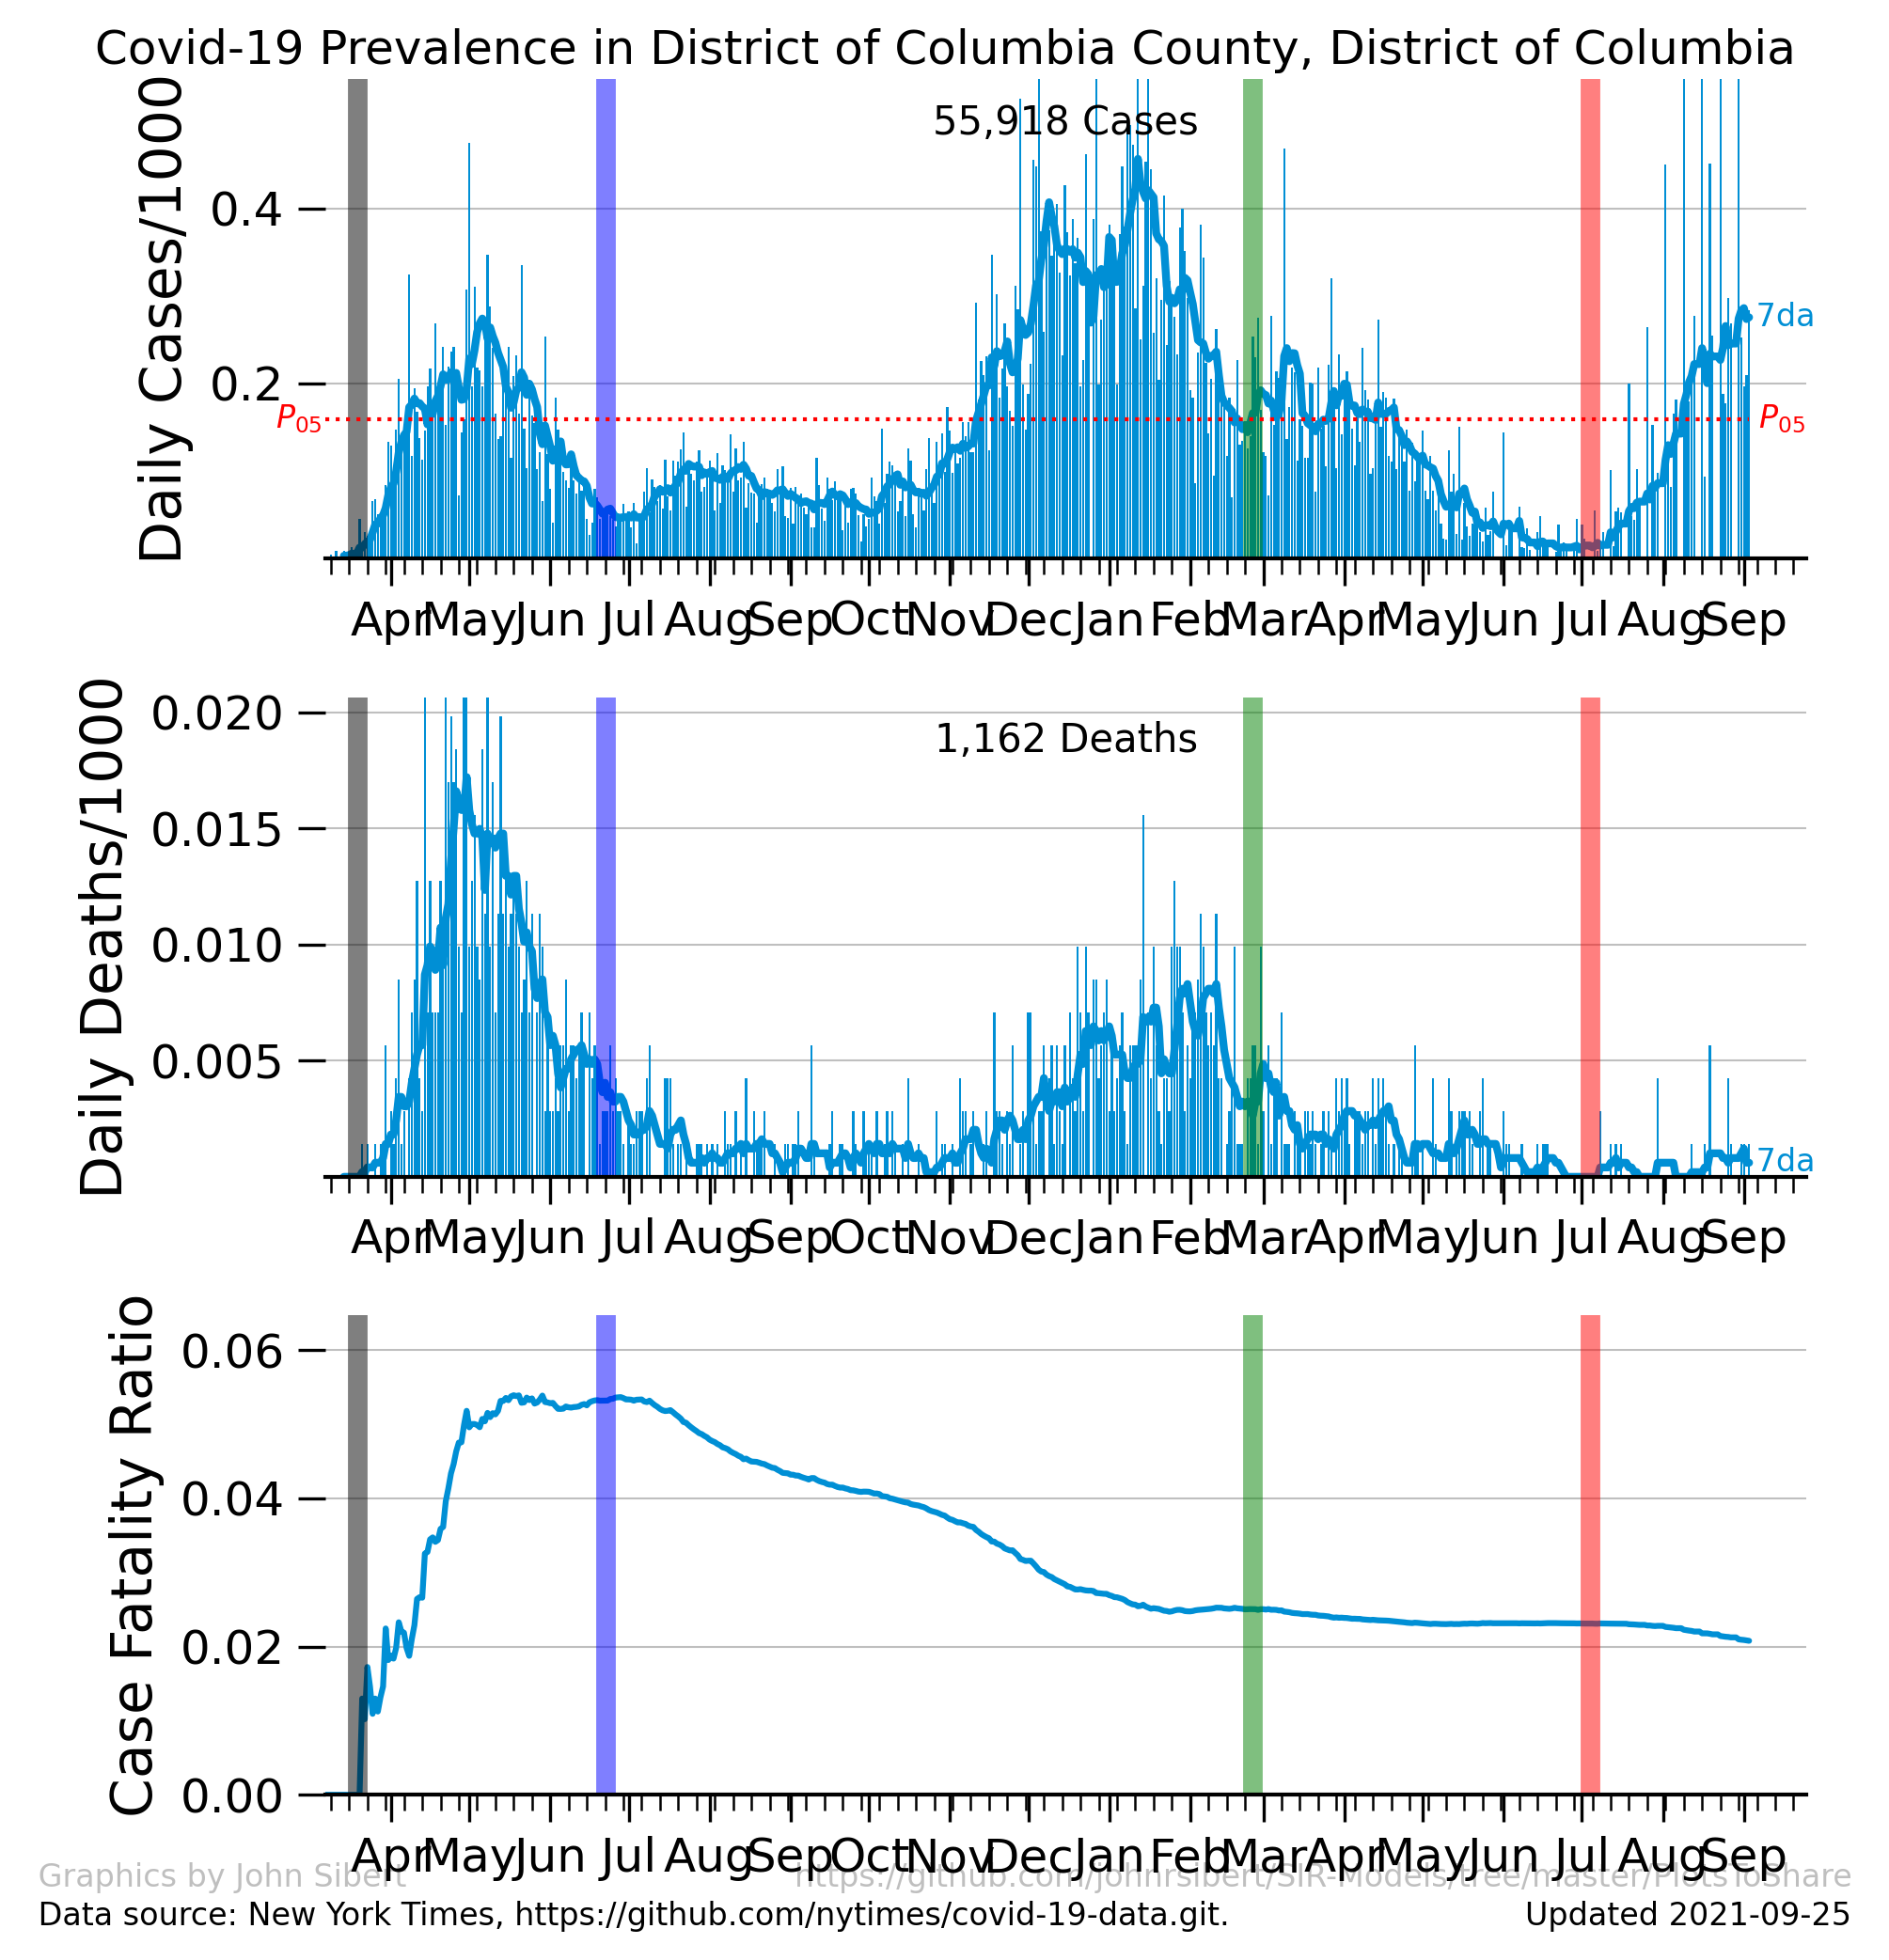 Covid-19 Prevalence in District of Columbia County, District of Columbia
Daily Cases/1000
55,918 Cases
0.4
0.2
P05
P05
7da
Apr May Jun Jul Aug Sep Oct Nov Dec Jan Feb Mar Apr May Jun Jul Aug Sep
Daily Deaths/1000
1,162 Deaths
0.020
0.015
0.010
0.005
7da
Apr May Jun Jul Aug Sep Oct Nov Dec Jan Feb Mar Apr May Jun Jul Aug Sep
Case Fatality Ratio
0.06
0.04
0.02
0.00
Apr May Jun Jul Aug Sep Oct Nov Dec Jan Feb Mar Apr May Jun Jul Aug Sep
Graphics by John Sibert
https://github.com/johnrsibert/SIR-Models/tree/master/PlotsToShare
Data source: New York Times, https://github.com/nytimes/covid-19-data.git.
Updated 2021-09-25